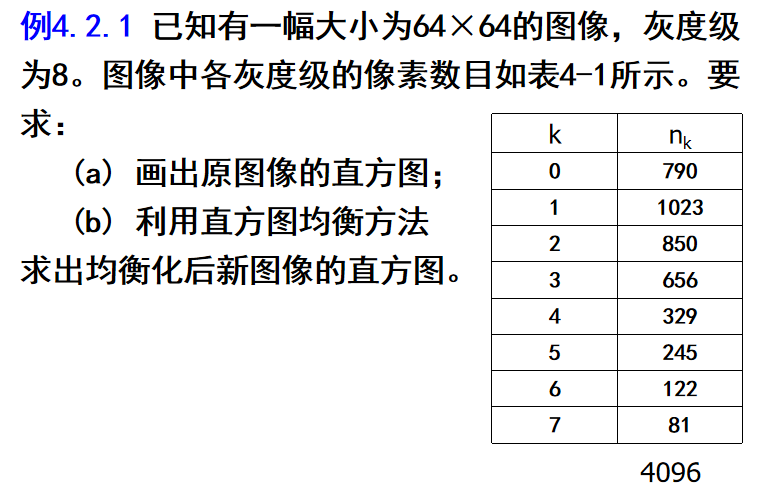 例4.2.1 已知有一幅大小为64×64的图像，灰度级
为8。图像中各灰度级的像素数目如表4-1所示。要
求：
(a) 画出原图像的直方图；
(b) 利用直方图均衡方法
求出均衡化后新图像的直方图。
k nk
0 790
1 1023
2 850
3 656
4 329
5 245
6 122
7 81
4096